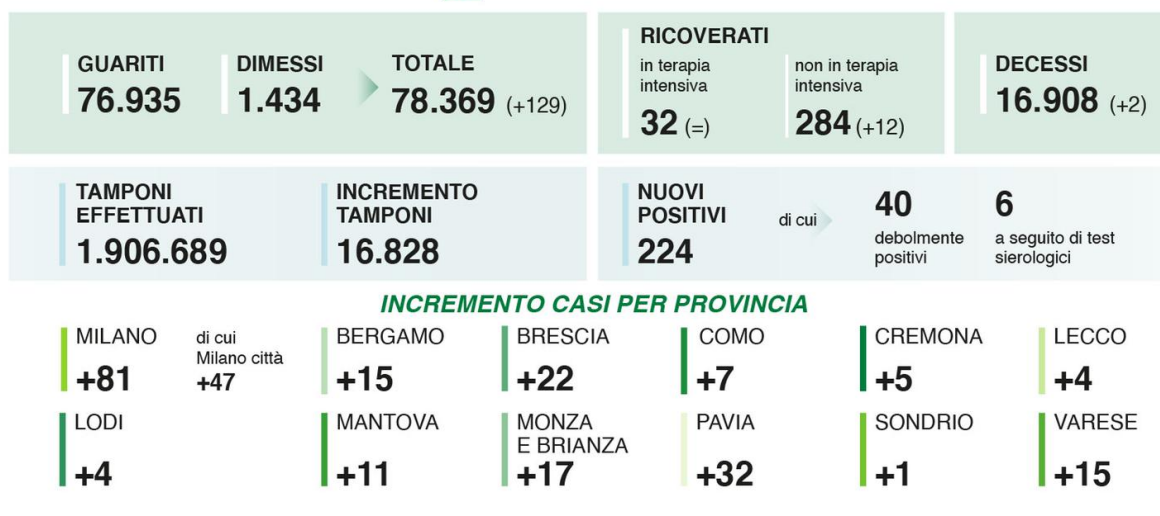 GUARITI
76.935
DIMESSI
1.434
TOTALE
78.369 (+129)
RICOVERATI
in terapia
intensiva
32 (=)
non in terapia
intensiva
284 (+12)
DECESSI
16.908 (+2)
TAMPONI
EFFETTUATI
1.906.689
INCREMENTO
TAMPONI
16.828
NUOVI
POSITIVI
224
di cui
40
debolmente
positivi
6
a seguito di test
sierologici
INCREMENTO CASI PER PROVINCIA
MILANO
+81
di cui
Milano città
+47
BERGAMO
+15
BRESCIA
+22
COMO
+7
CREMONA
+5
LECCO
+4
LODI
+4
MANTOVA
+11
MONZA
E BRIANZA
+17
PAVIA
+32
SONDRIO
+1
VARESE
+15